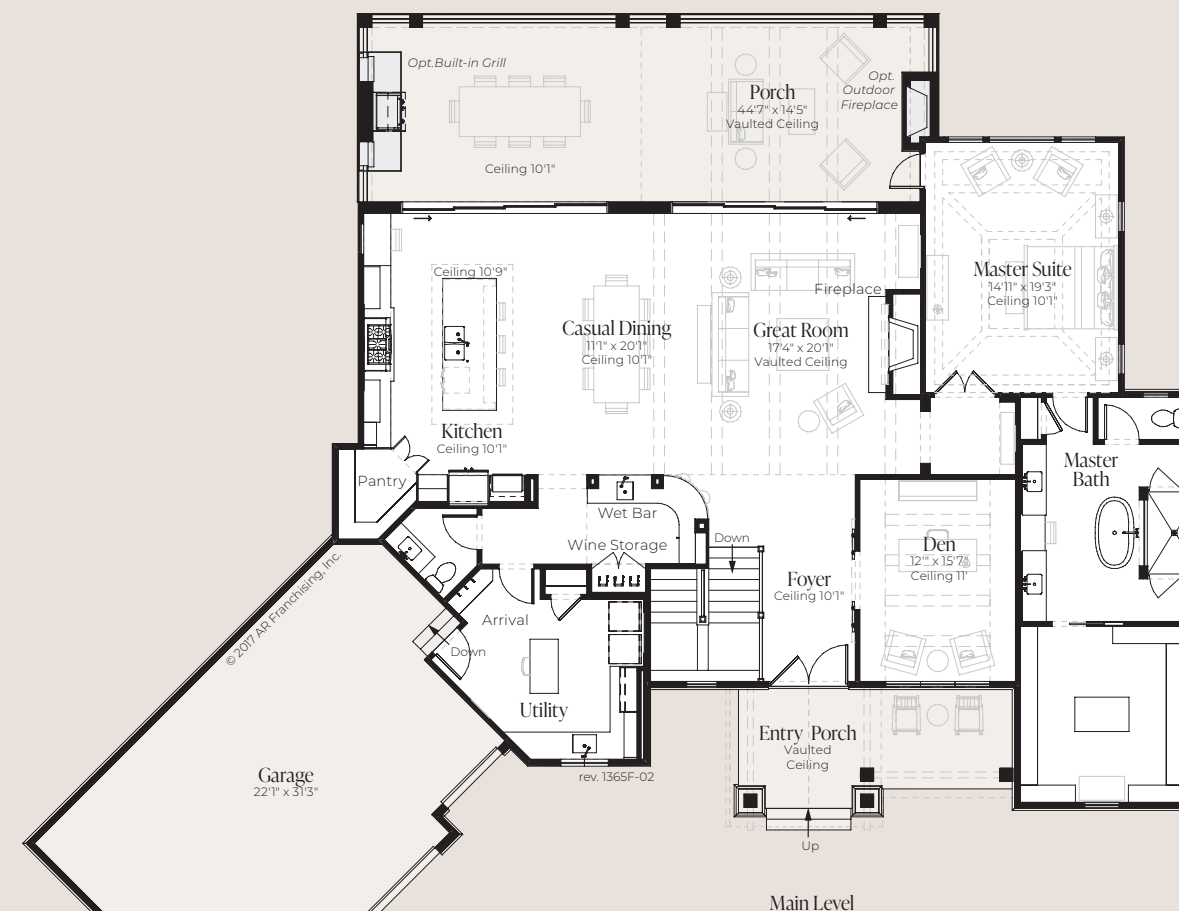 Opt.Built-in Grill
Ceiling 10'1"
Porch
44'7" x 14'5"
Vaulted Ceiling
Opt.
Outdoor
Fireplace
Ceiling 10'9"
Kitchen
Ceiling 10'1"
Casual Dining
11'1" x 20'1"
Ceiling 10'1"
Fireplace
Great Room
17'4" x 20'1"
Vaulted Ceiling
Master Suite
14'11" x 19'3"
Ceiling 10'1"
Master
Bath
Pantry
Wet Bar
Wine Storage
Down
Foyer
Ceiling 10'1"
Den
12'" x 15'7"
Ceiling 11'
Arrival
Down
Utility
© 2017 AR Franchising, Inc.
Garage
22'1" x 31'3"
rev. 1365F-02
Entry Porch
Vaulted
Ceiling
Up
Main Level